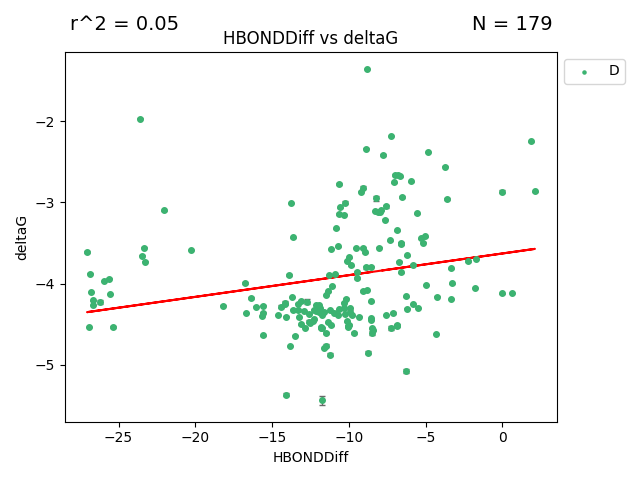 r^2 = 0.05
N = 179
HBONDDiff vs deltaG
D
deltaG
−2
−3
−4
−5
−25
−20
−15
−10
−5
0
HBONDDiff